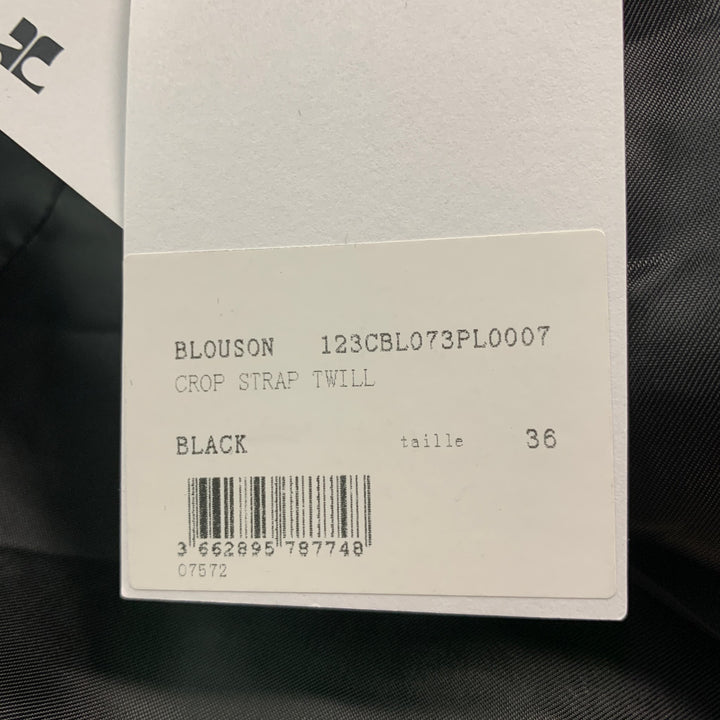 BLOUSON 123CBL073PL0007
CROP STRAP TWILL
BLACK taille 36
3 662895 787748
07572